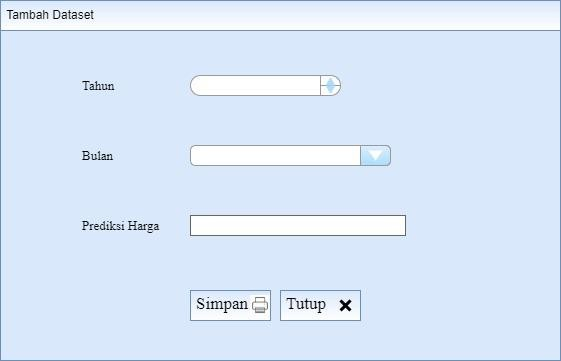 Tambah Dataset
Tahun
Bulan
Prediksi Harga
Simpan Tutup